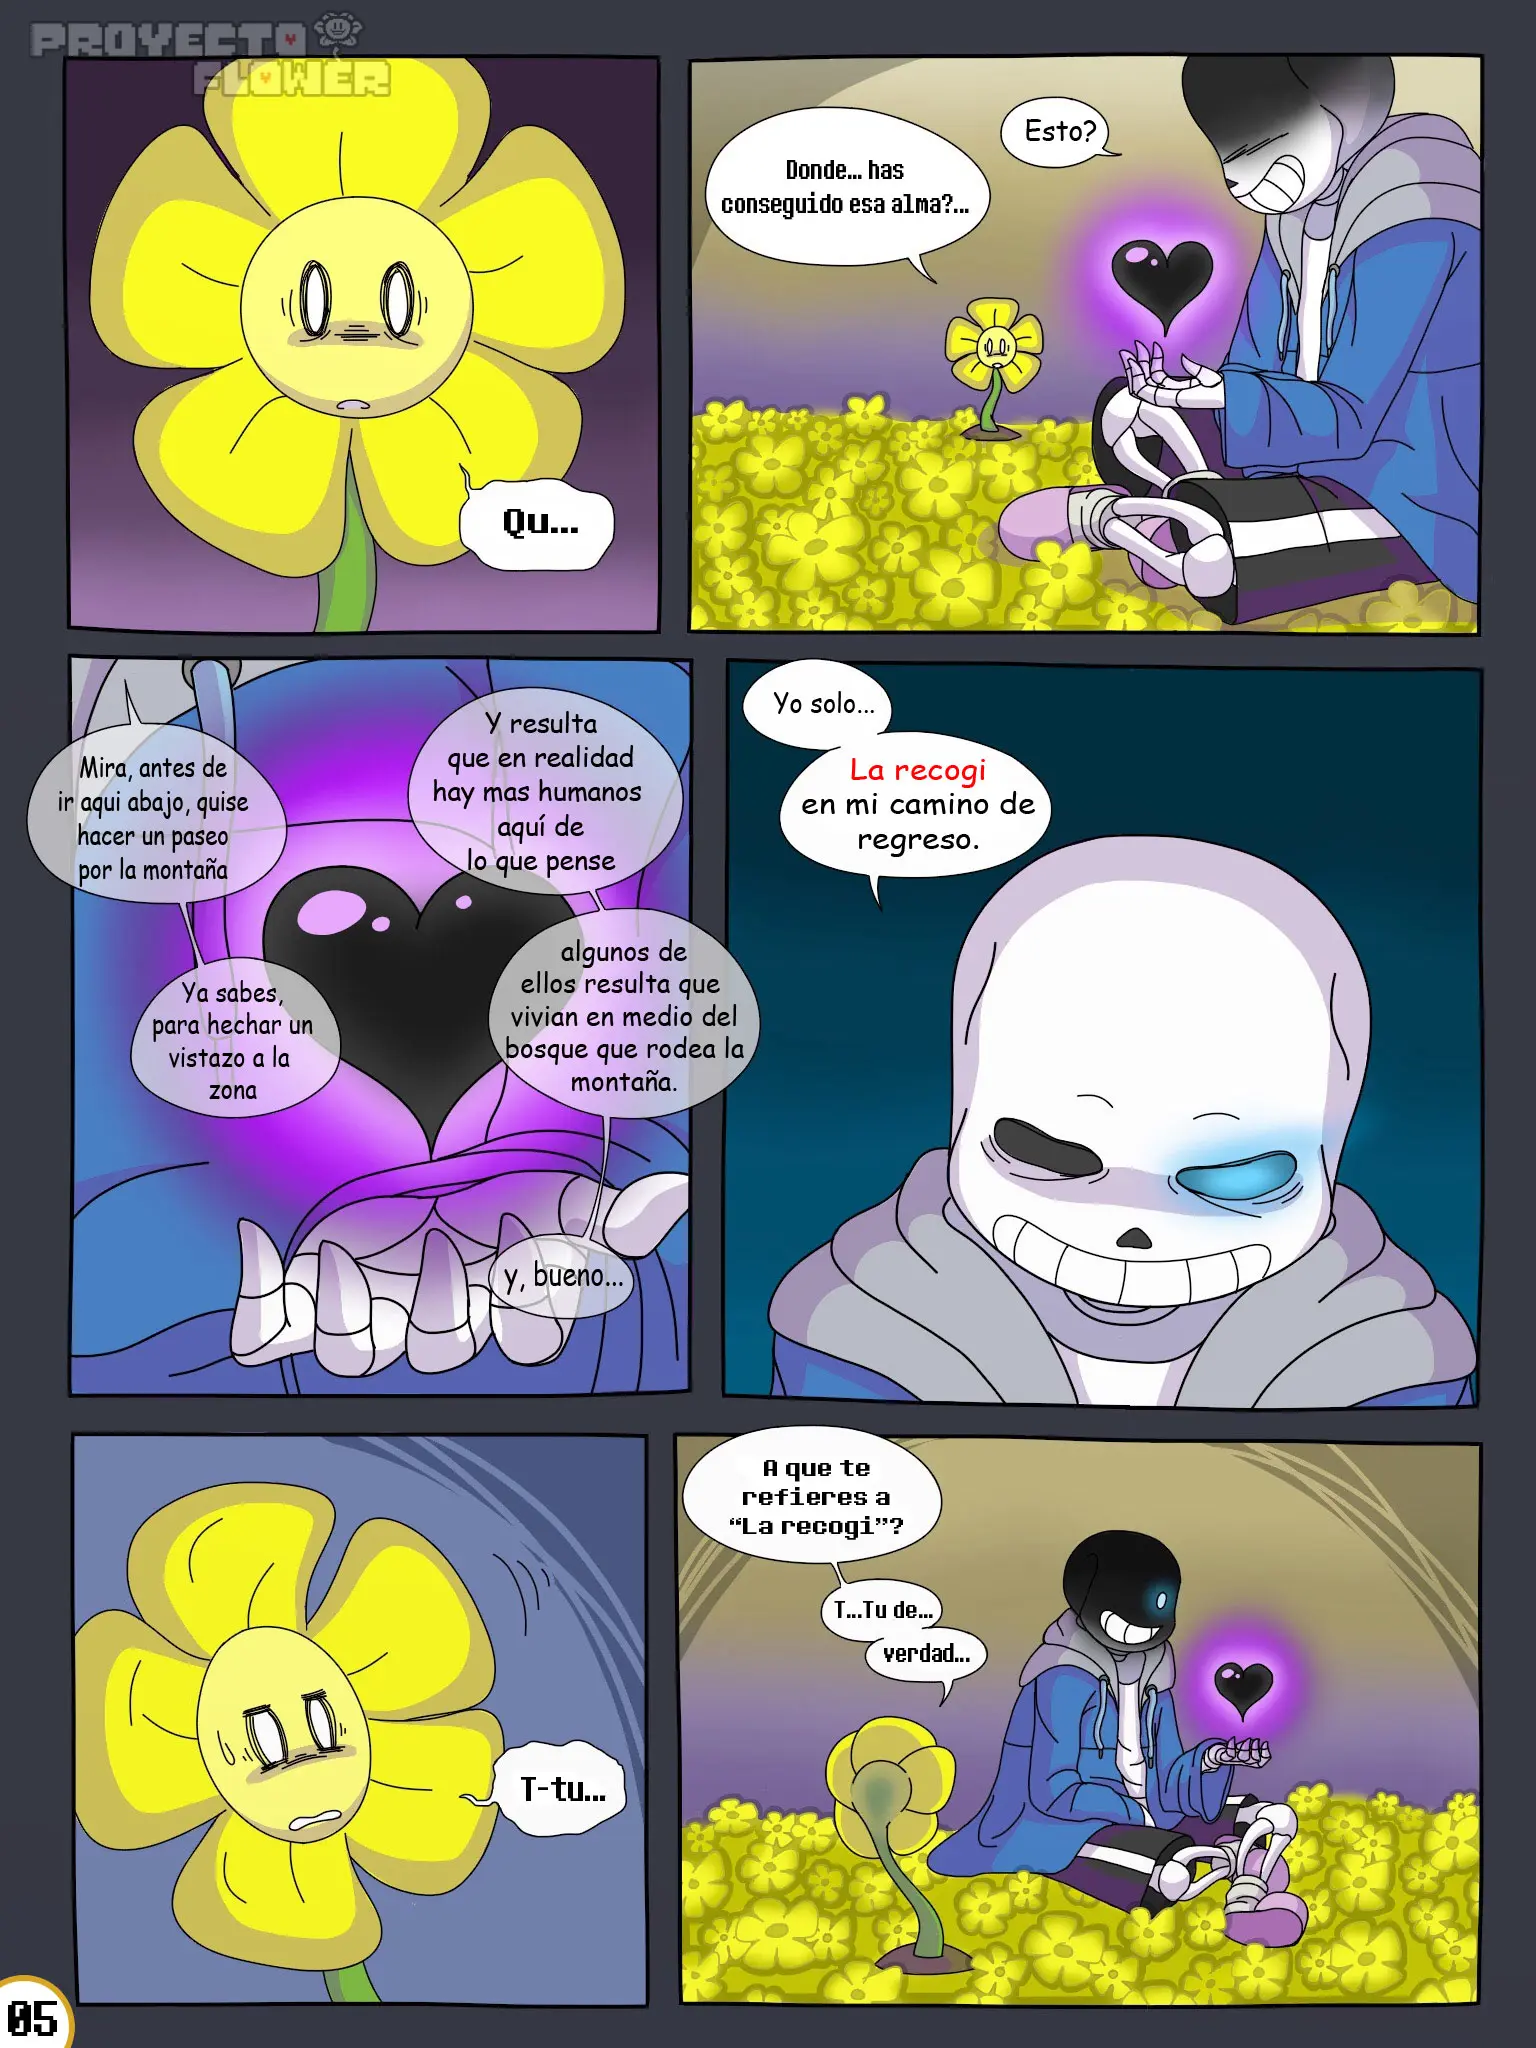 PROYECTO
FLOWER
Qu...
Donde... has
conseguido esa alma?...
Esto?
Mira, antes de
ir aqui abajo, quise
hacer un paseo
por la montaña
Ya sabes,
para hechar un
vistazo a la
zona
Y resulta
que en realidad
hay mas humanos
aquí de
lo que pense
algunos de
ellos resulta que
vivian en medio del
bosque que rodea la
montaña.
y, bueno...
Yo solo...
La recogi
en mi camino de
regreso.
T-tu...
A que te
refieres a
“La recogi”?
T...Tu de...
verdad...
05